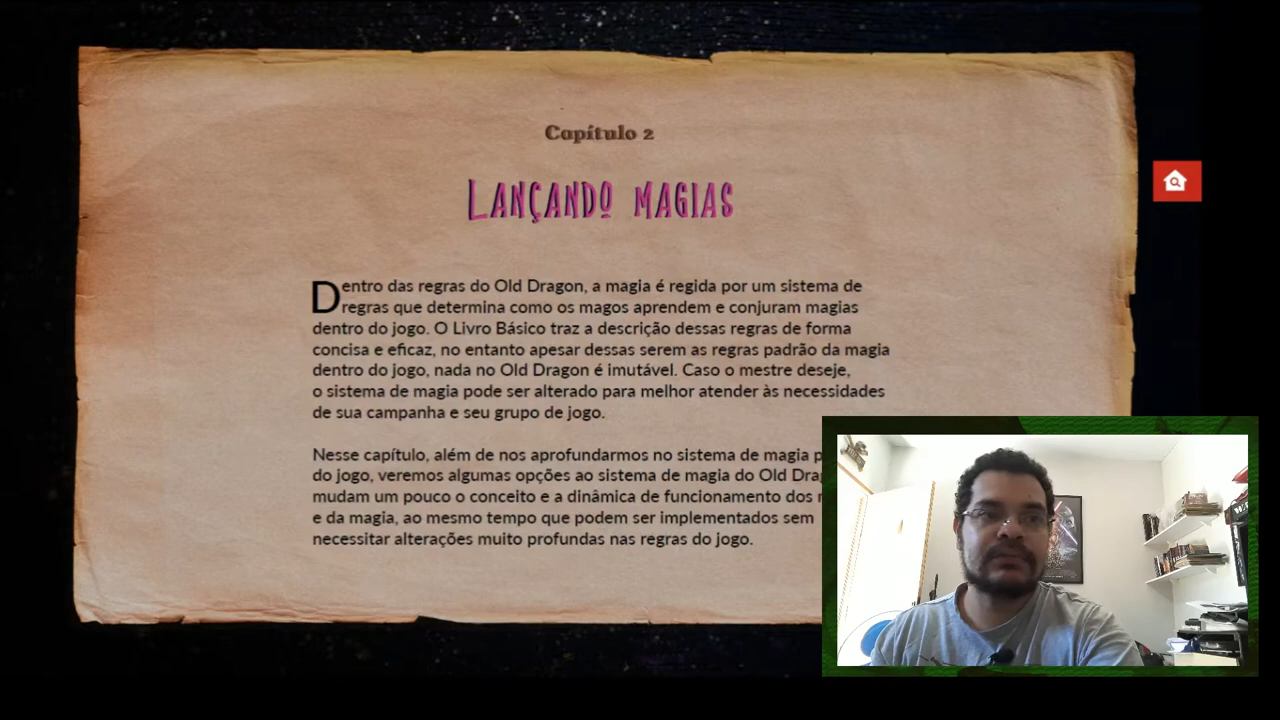 Capítulo 2
Lançando magias
Dentro das regras do Old Dragon, a magia é regida por um sistema de
regras que determina como os magos aprendem e conjuram magias
dentro do jogo. O Livro Básico traz a descrição dessas regras de forma
concisa e eficaz, no entanto apesar dessas serem as regras padrão da magia
dentro do jogo, nada no Old Dragon é imutável. Caso o mestre deseje,
o sistema de magia pode ser alterado para melhor atender às necessidades
de sua campanha e seu grupo de jogo.
Nesse capítulo, além de nos aprofundarmos no sistema de magia
do jogo, veremos algumas opções ao sistema de magia do Old
mudam um pouco o conceito e a dinâmica de funcionamento dos
e da magia, ao mesmo tempo que podem ser implementados sem
necessitar alterações muito profundas nas regras do jogo.